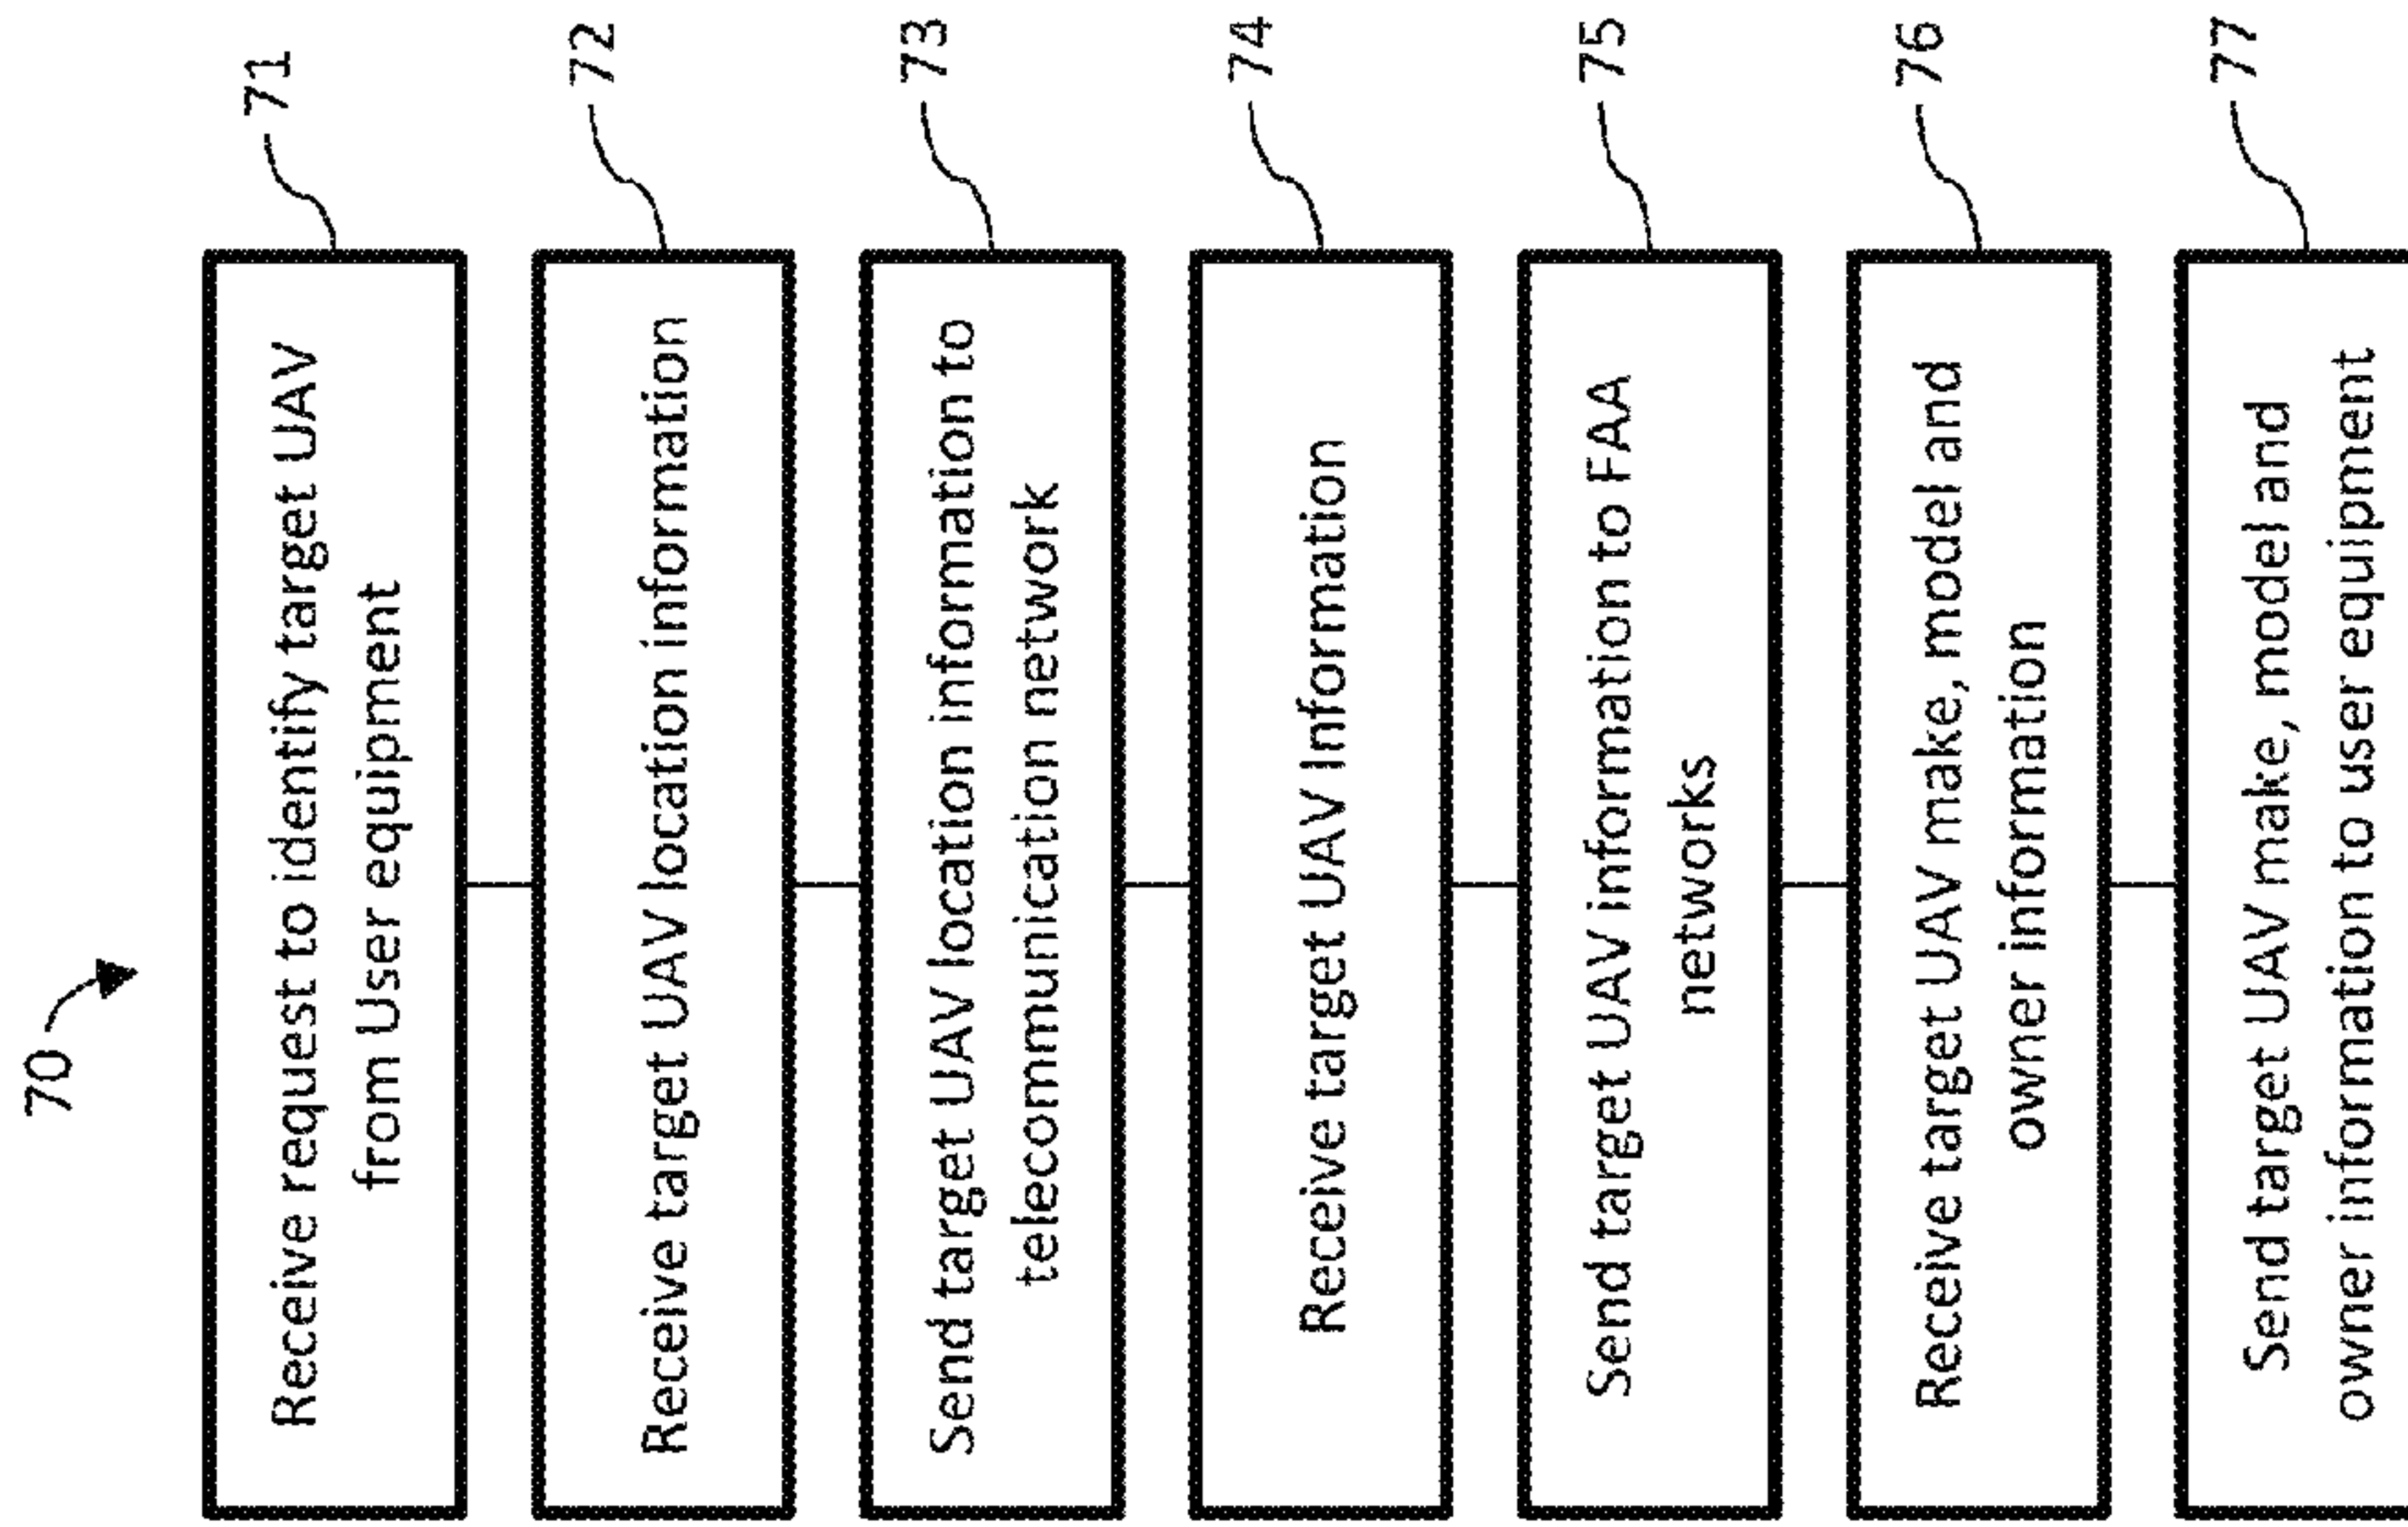 70
Receive request to identify target UAV
from User equipment
71
Receive target UAV location information
72
Send target UAV location information to
telecommunication network
73
Receive target UAV Information
74
Send target UAV information to FAA
networks
75
Receive target UAV make, model and
owner information
76
Send target UAV make, model and
owner information to user equipment
77